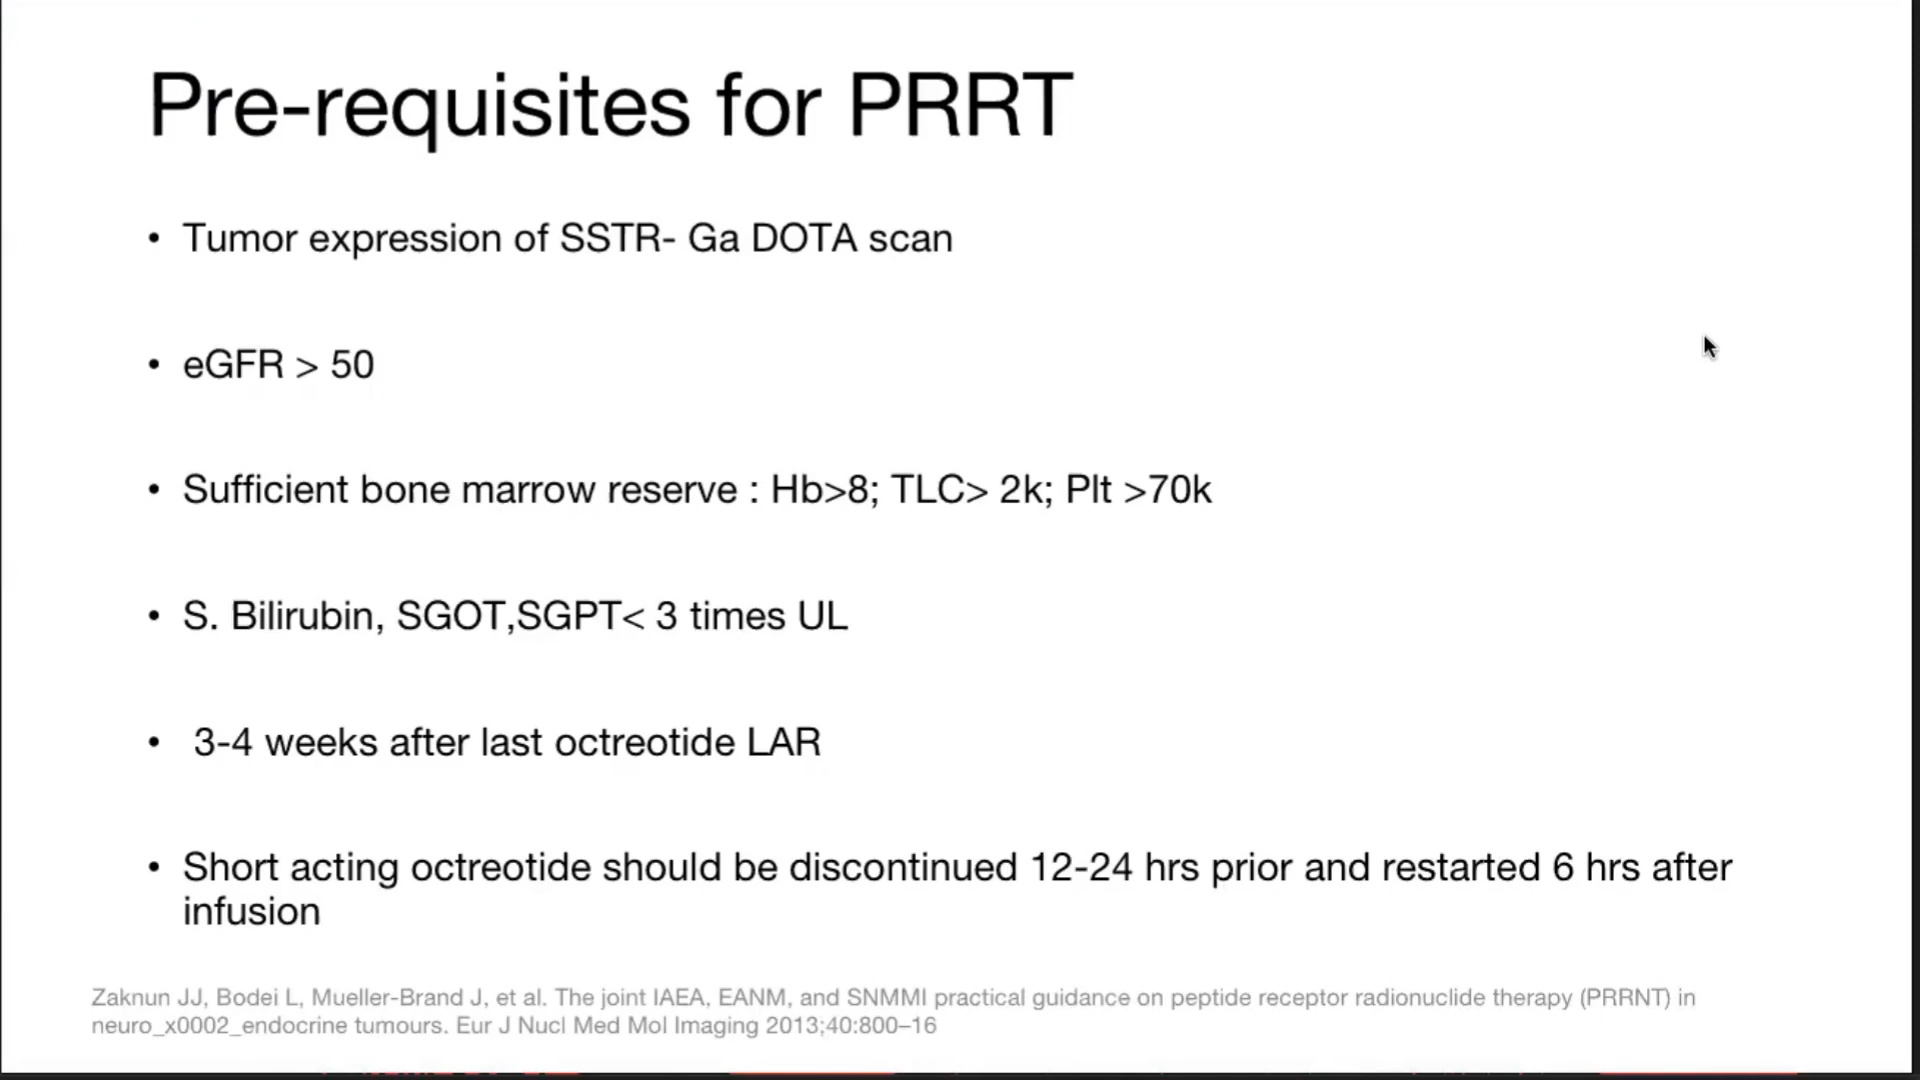 Pre-requisites for PRRT
• Tumor expression of SSTR- Ga DOTA scan
• eGFR > 50
• Sufficient bone marrow reserve : Hb>8; TLC> 2k; Plt >70k
• S. Bilirubin, SGOT,SGPT< 3 times UL
• 3-4 weeks after last octreotide LAR
• Short acting octreotide should be discontinued 12-24 hrs prior and restarted 6 hrs after
infusion
Zaknun JJ, Bodei L, Mueller-Brand J, et al. The joint IAEA, EANM, and SNMMI practical guidance on peptide receptor radionuclide therapy (PRRNT) in
neuro_x0002_endocrine tumours. Eur J Nucl Med Mol Imaging 2013;40:800–16